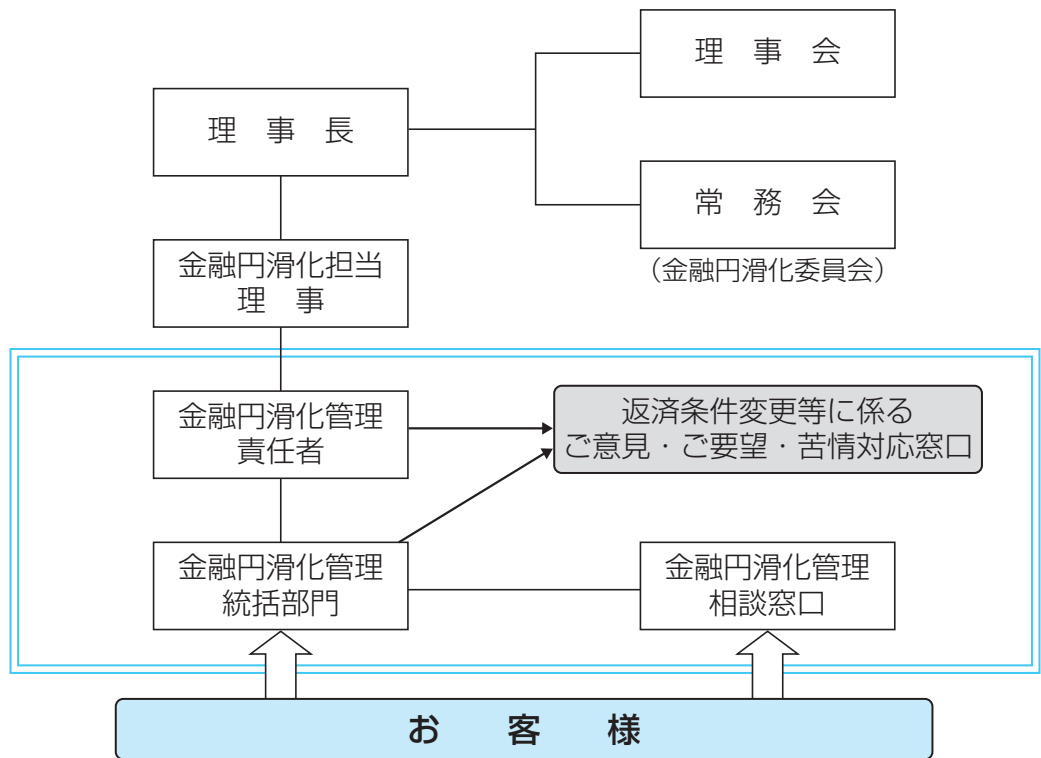 理 事 会
理 事 長
常 務 会
(金融円滑化委員会)
金融円滑化担当
理 事
金融円滑化管理
責任者
返済条件変更等に係る
ご意見・ご要望・苦情対応窓口
金融円滑化管理
統括部門
金融円滑化管理
相談窓口
お 客 様